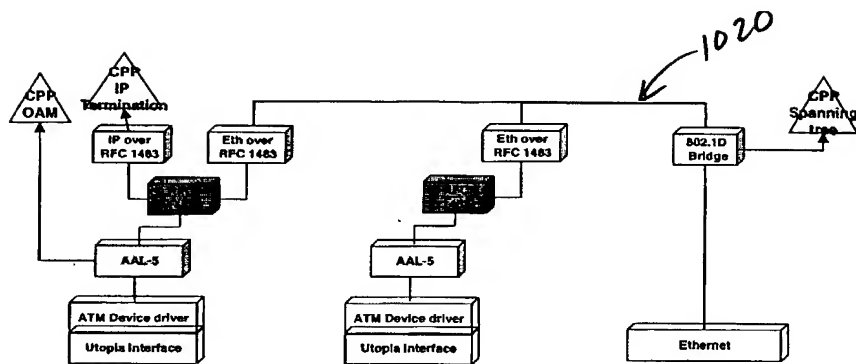 1020
CPP
OAM
CPP
IP
Termination
CPP
Spanning
tree
IP over
RFC 1483
Eth over
RFC 1483
Eth over
RFC 1483
802.1D
Bridge
AAL-5
AAL-5
ATM Device driver
Utopia Interface
ATM Device driver
Utopia Interface
Ethernet